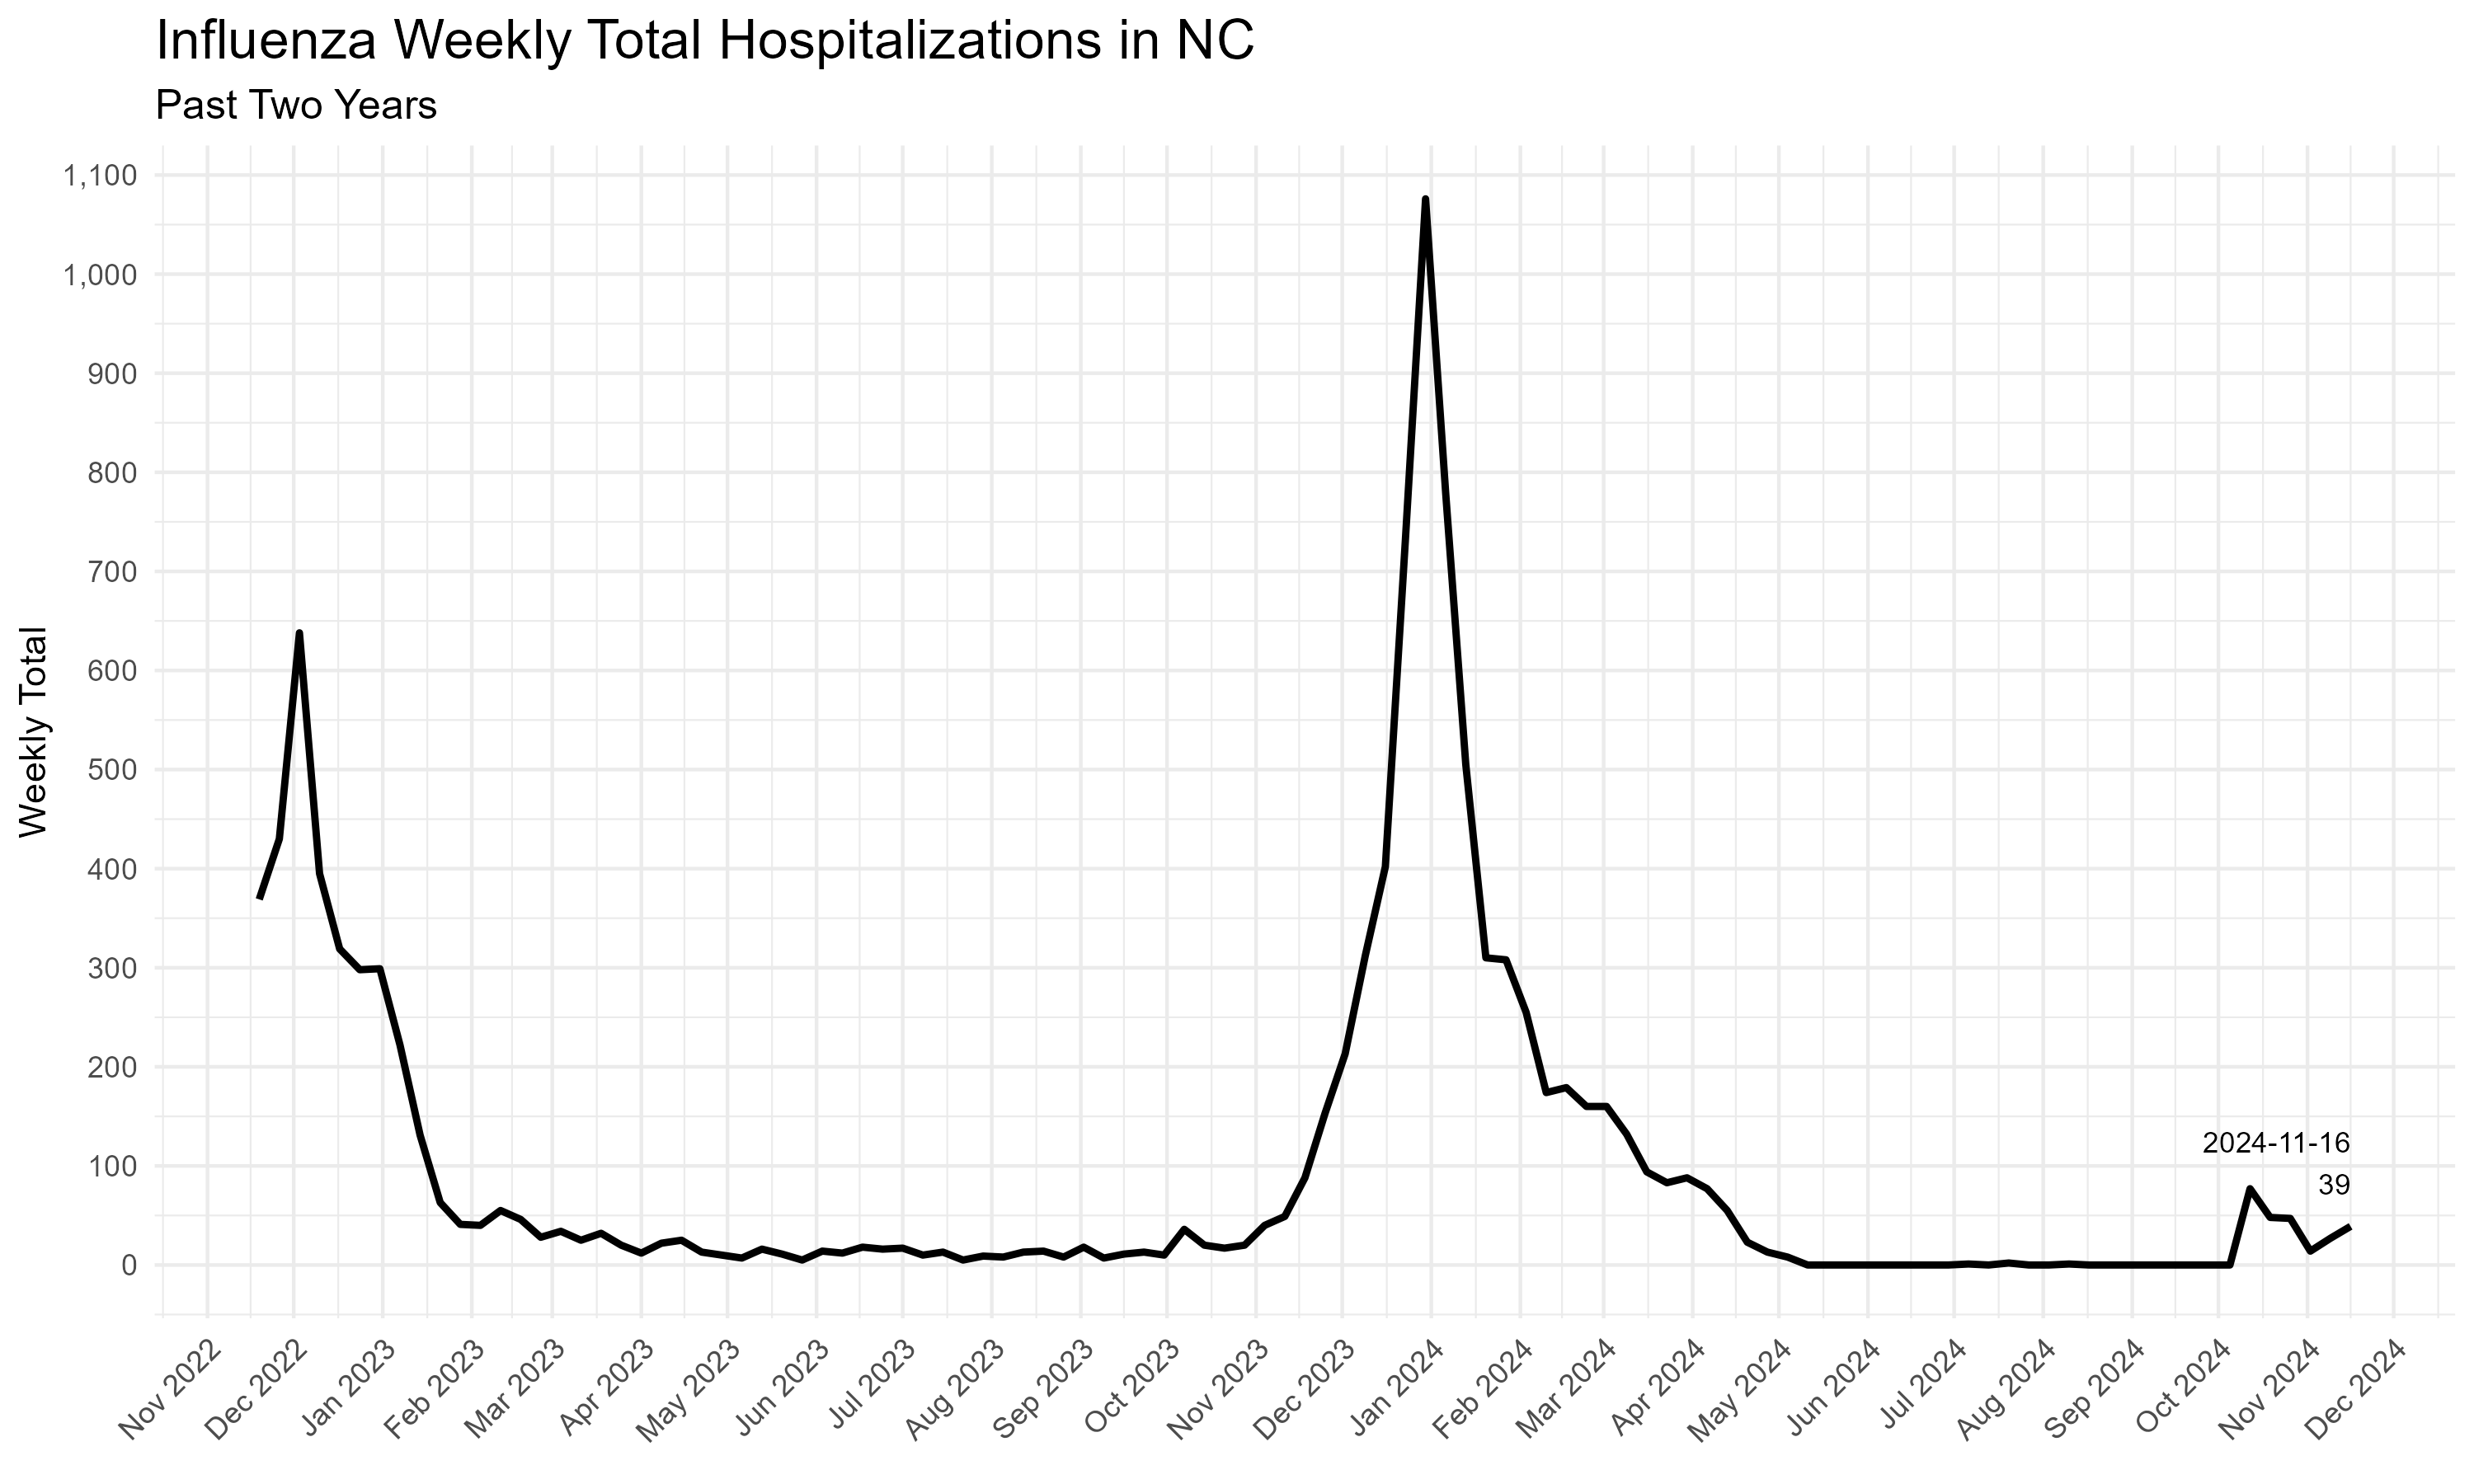 Influenza Weekly Total Hospitalizations in NC
Past Two Years
Weekly Total
1,100
1,000
900
800
700
600
500
400
300
200
100
0
2024-11-16
39
Nov 2022
Dec 2022
Jan 2023
Feb 2023
Mar 2023
Apr 2023
May 2023
Jun 2023
Jul 2023
Aug 2023
Sep 2023
Oct 2023
Nov 2023
Dec 2023
Jan 2024
Feb 2024
Mar 2024
Apr 2024
May 2024
Jun 2024
Jul 2024
Aug 2024
Sep 2024
Oct 2024
Nov 2024
Dec 2024